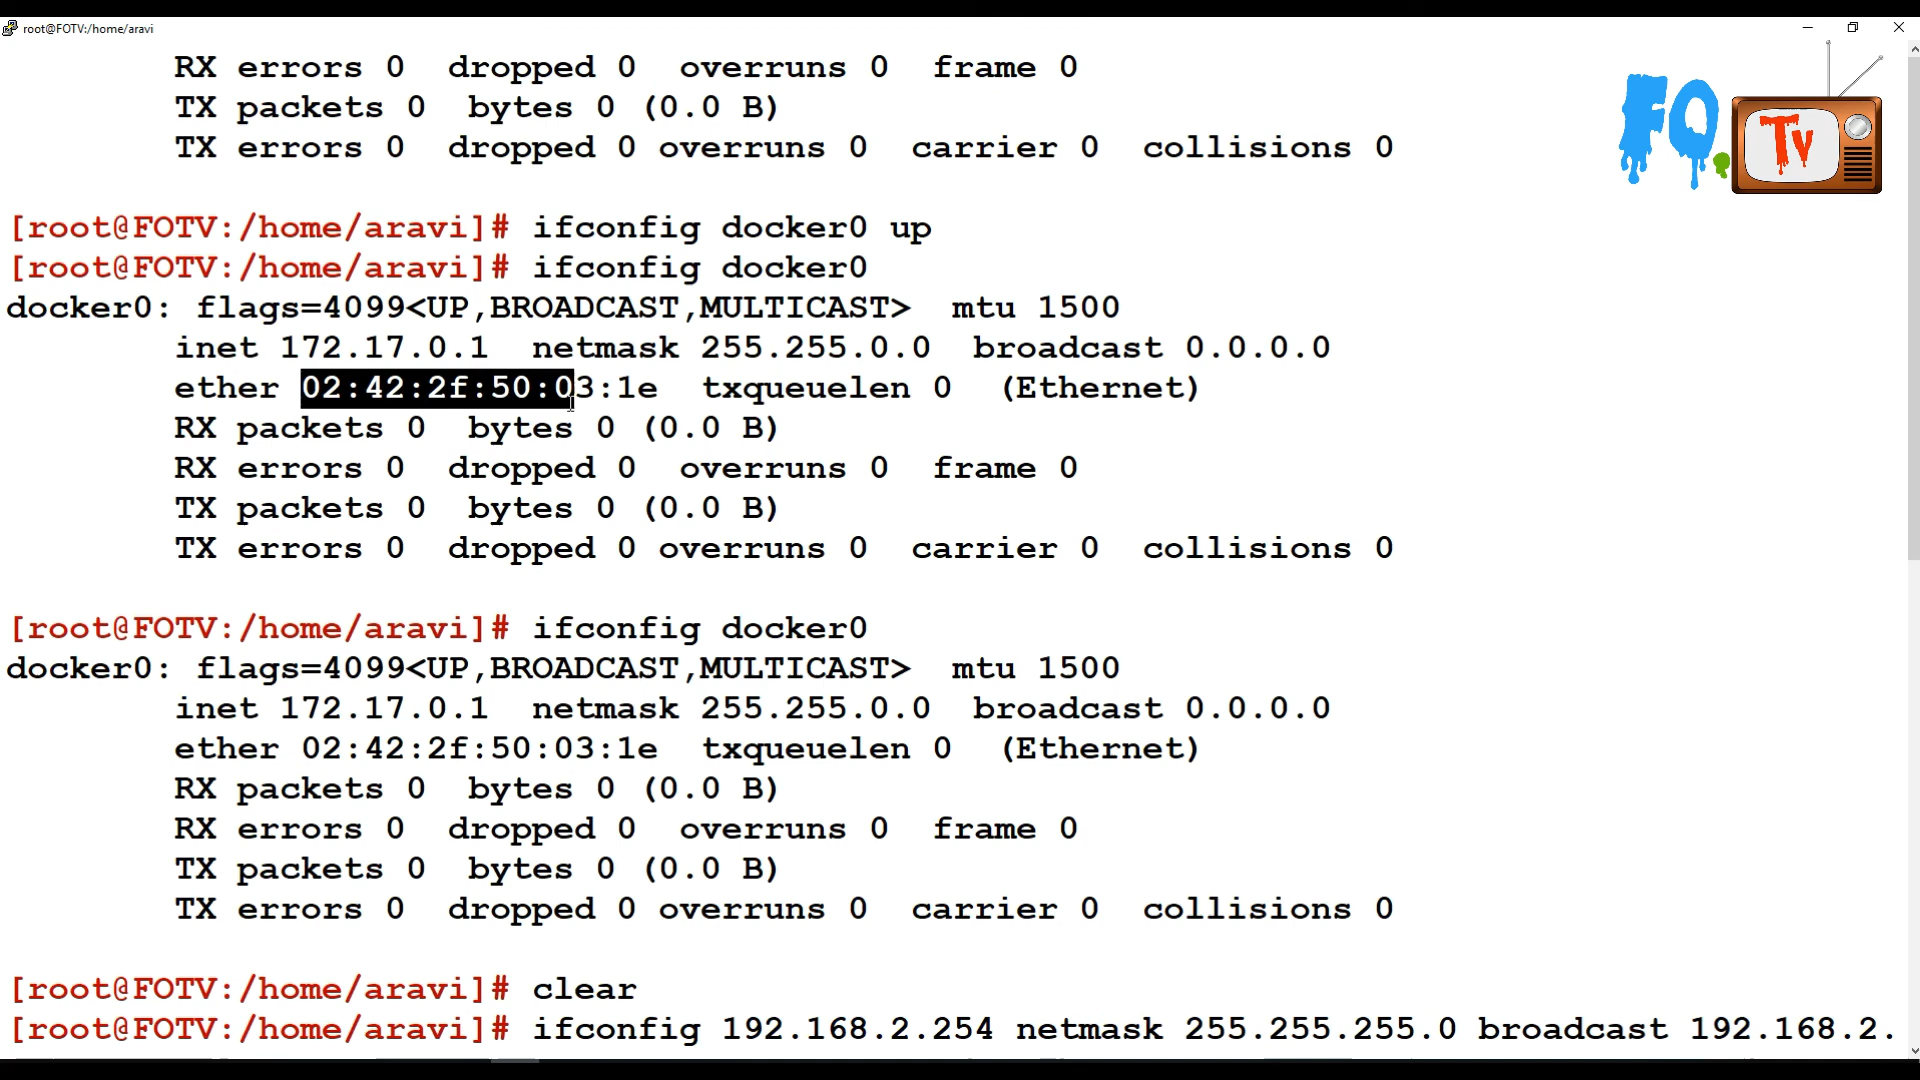 root@FOTV:/home/aravi
RX errors 0  dropped 0  overruns 0  frame 0
TX packets 0  bytes 0 (0.0 B)
TX errors 0  dropped 0 overruns 0  carrier 0  collisions 0
FO.
Tv
[root@FOTV:/home/aravi]# ifconfig docker0 up
[root@FOTV:/home/aravi]# ifconfig docker0
docker0: flags=4099<UP,BROADCAST,MULTICAST>  mtu 1500
inet 172.17.0.1  netmask 255.255.0.0  broadcast 0.0.0.0
ether 02:42:2f:50:03:1e  txqueuelen 0  (Ethernet)
RX packets 0  bytes 0 (0.0 B)
RX errors 0  dropped 0  overruns 0  frame 0
TX packets 0  bytes 0 (0.0 B)
TX errors 0  dropped 0 overruns 0  carrier 0  collisions 0
[root@FOTV:/home/aravi]# ifconfig docker0
docker0: flags=4099<UP,BROADCAST,MULTICAST>  mtu 1500
inet 172.17.0.1  netmask 255.255.0.0  broadcast 0.0.0.0
ether 02:42:2f:50:03:1e  txqueuelen 0  (Ethernet)
RX packets 0  bytes 0 (0.0 B)
RX errors 0  dropped 0  overruns 0  frame 0
TX packets 0  bytes 0 (0.0 B)
TX errors 0  dropped 0 overruns 0  carrier 0  collisions 0
[root@FOTV:/home/aravi]# clear
[root@FOTV:/home/aravi]# ifconfig 192.168.2.254 netmask 255.255.255.0 broadcast 192.168.2.